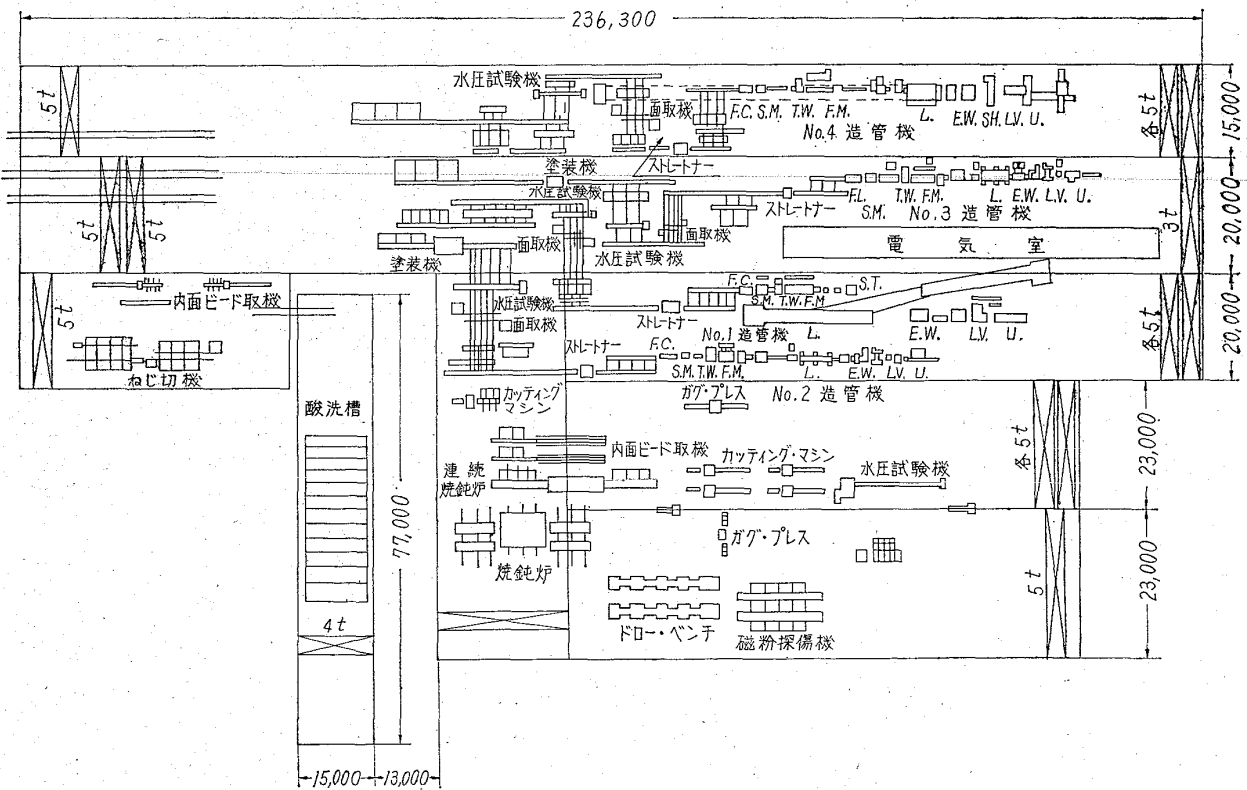 236,300
5t
水圧試験機
面取機
F.C. S.M. T.W. F.M.
L.
E.W. SH. L.V. U.
No.4 造管機
各5t
15,000
塗装機
ストレートナー
水圧試験機
ストレートナー
F.L.
S.M.
T.W. F.M.
L. E.W. L.V. U.
No.3 造管機
5t
5t
面取機
面取機
塗装機
水圧試験機
電気室
3t
20,000
5t
内面ビード取機
ねじ切機
水圧試験機
面取機
ストレートナー
F.C.
S.M. T.W. F.M
S.T.
No.1 造管機
L.
E.W.
L.V.
U.
各5t
20,000
ストレートナー
F.C.
S.M. T.W. F.M.
L.
E.W. L.V. U.
No.2 造管機
酸洗槽
カッティング
マシン
ガグ・プレス
内面ビード取機
カッティング・マシン
連続
焼鈍炉
水圧試験機
各5t
23,000
77,000
焼鈍炉
ガグ・プレス
5t
23,000
4t
ドロー・ベンチ
磁粉探傷機
15,000
13,000